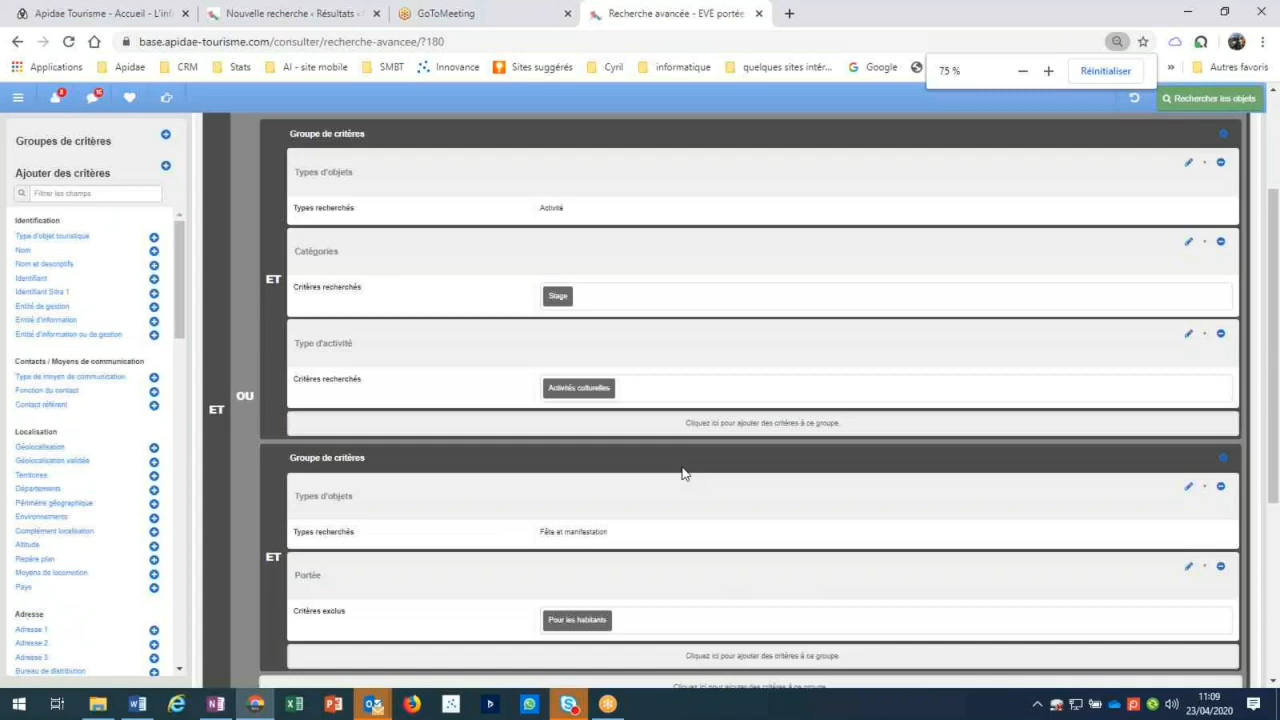 Apidae Tourisme - Accueil - L'inf
Nouvelle recherche ‹ Résultats ‹
GoToMeeting
Recherche avancée - EVE portée
base.apidae-tourisme.com/consulter/recherche-avancee/?180
Applications
Apidae
CRM
Stats
AI - site mobile
SMBT
Innovance
Sites suggérés
Cyril
informatique
quelques sites intér...
Google
»
Autres favoris
75 %
Réinitialiser
Rechercher les objets
Groupes de critères
Ajouter des critères
Filtrer les champs
Identification
Type d'objet touristique
Nom
Nom et descriptifs
Identifiant
Identifiant Sitra 1
Entité de gestion
Entité d'information
Entité d'information ou de gestion
Contacts / Moyens de communication
Type de moyen de communication
Fonction du contact
Contact référent
Localisation
Géolocalisation
Géolocalisation validée
Territoires
Départements
Périmètre géographique
Environnements
Complément localisation
Altitude
Repère plan
Moyens de locomotion
Pays
Adresse
Adresse 1
Adresse 2
Adresse 3
Bureau de distribution
ET
OU
Groupe de critères
ET
Types d'objets
Types recherchés
Activité
Catégories
Critères recherchés
Stage
Type d'activité
Critères recherchés
Activités culturelles
Cliquez ici pour ajouter des critères à ce groupe.
Groupe de critères
ET
Types d'objets
Types recherchés
Fête et manifestation
Portée
Critères exclus
Pour les habitants
Cliquez ici pour ajouter des critères à ce groupe.
Cliquez ici pour ajouter des critères à ce groupe.
11:09
23/04/2020